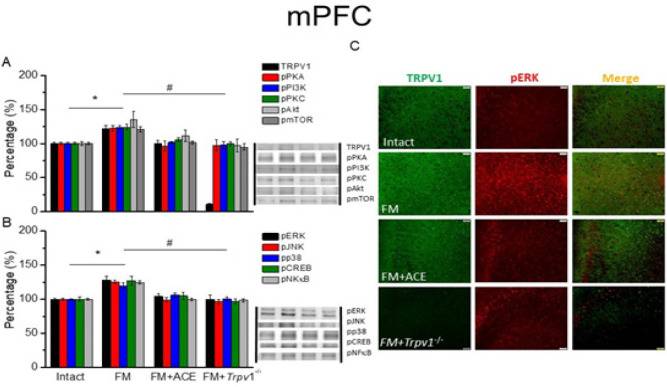 mPFC
A
Percentage (%)
200
150
100
50
0
*
#
TRPV1
pPKA
pPI3K
pPKC
pAkt
pmTOR
TRPV1
pPKA
pPI3K
pPKC
pAkt
pmTOR
B
Percentage (%)
200
150
100
50
0
*
#
pERK
pJNK
pp38
pCREB
pNKκB
pERK
pJNK
pp38
pCREB
pNFκB
Intact FM FM+ACE FM+Trpv1-/-
C
TRPV1 pERK Merge
Intact
FM
FM+ACE
FM+Trpv1-/-